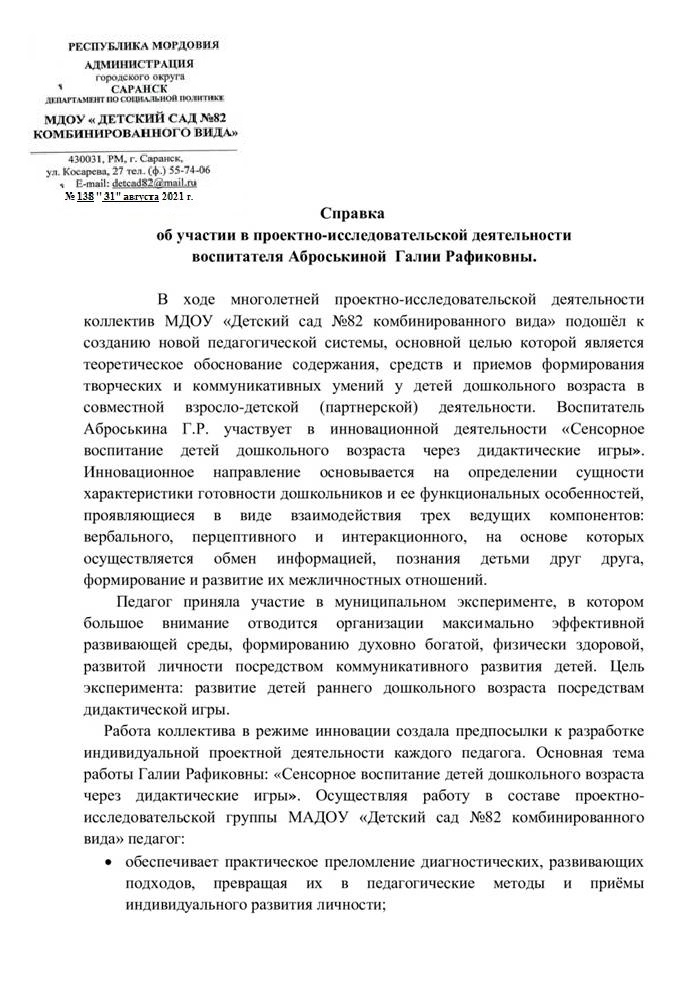 РЕСПУБЛИКА МОРДОВИЯ
АДМИНИСТРАЦИЯ
городского округа
САРАНСК
ДЕПАРТАМЕНТ ПО СОЦИАЛЬНОЙ ПОЛИТИКЕ
МДОУ « ДЕТСКИЙ САД №82
КОМБИНИРОВАННОГО ВИДА»
430031, РМ, г. Саранск,
ул. Косарева, 27 тел. (ф.) 55-74-06
E-mail: detcad82@mail.ru
№ 138 " 31" августа 2021 г.
Справка
об участии в проектно-исследовательской деятельности
воспитателя Аброськиной Галии Рафиковны.
В ходе многолетней проектно-исследовательской деятельности
коллектив МДОУ «Детский сад №82 комбинированного вида» подошёл к
созданию новой педагогической системы, основной целью которой является
теоретическое обоснование содержания, средств и приемов формирования
творческих и коммуникативных умений у детей дошкольного возраста в
совместной взросло-детской (партнерской) деятельности. Воспитатель
Аброськина Г.Р. участвует в инновационной деятельности «Сенсорное
воспитание детей дошкольного возраста через дидактические игры».
Инновационное направление основывается на определении сущности
характеристики готовности дошкольников и ее функциональных особенностей,
проявляющиеся в виде взаимодействия трех ведущих компонентов:
вербального, перцептивного и интеракционного, на основе которых
осуществляется обмен информацией, познания детьми друг друга,
формирование и развитие их межличностных отношений.
Педагог приняла участие в муниципальном эксперименте, в котором
большое внимание отводится организации максимально эффективной
развивающей среды, формированию духовно богатой, физически здоровой,
развитой личности посредством коммуникативного развития детей. Цель
эксперимента: развитие детей раннего дошкольного возраста посредствам
дидактической игры.
Работа коллектива в режиме инновации создала предпосылки к разработке
индивидуальной проектной деятельности каждого педагога. Основная тема
работы Галии Рафиковны: «Сенсорное воспитание детей дошкольного возраста
через дидактические игры». Осуществляя работу в составе проектно-
исследовательской группы МАДОУ «Детский сад №82 комбинированного
вида» педагог:
• обеспечивает практическое преломление диагностических, развивающих
подходов, превращая их в педагогические методы и приёмы
индивидуального развития личности;